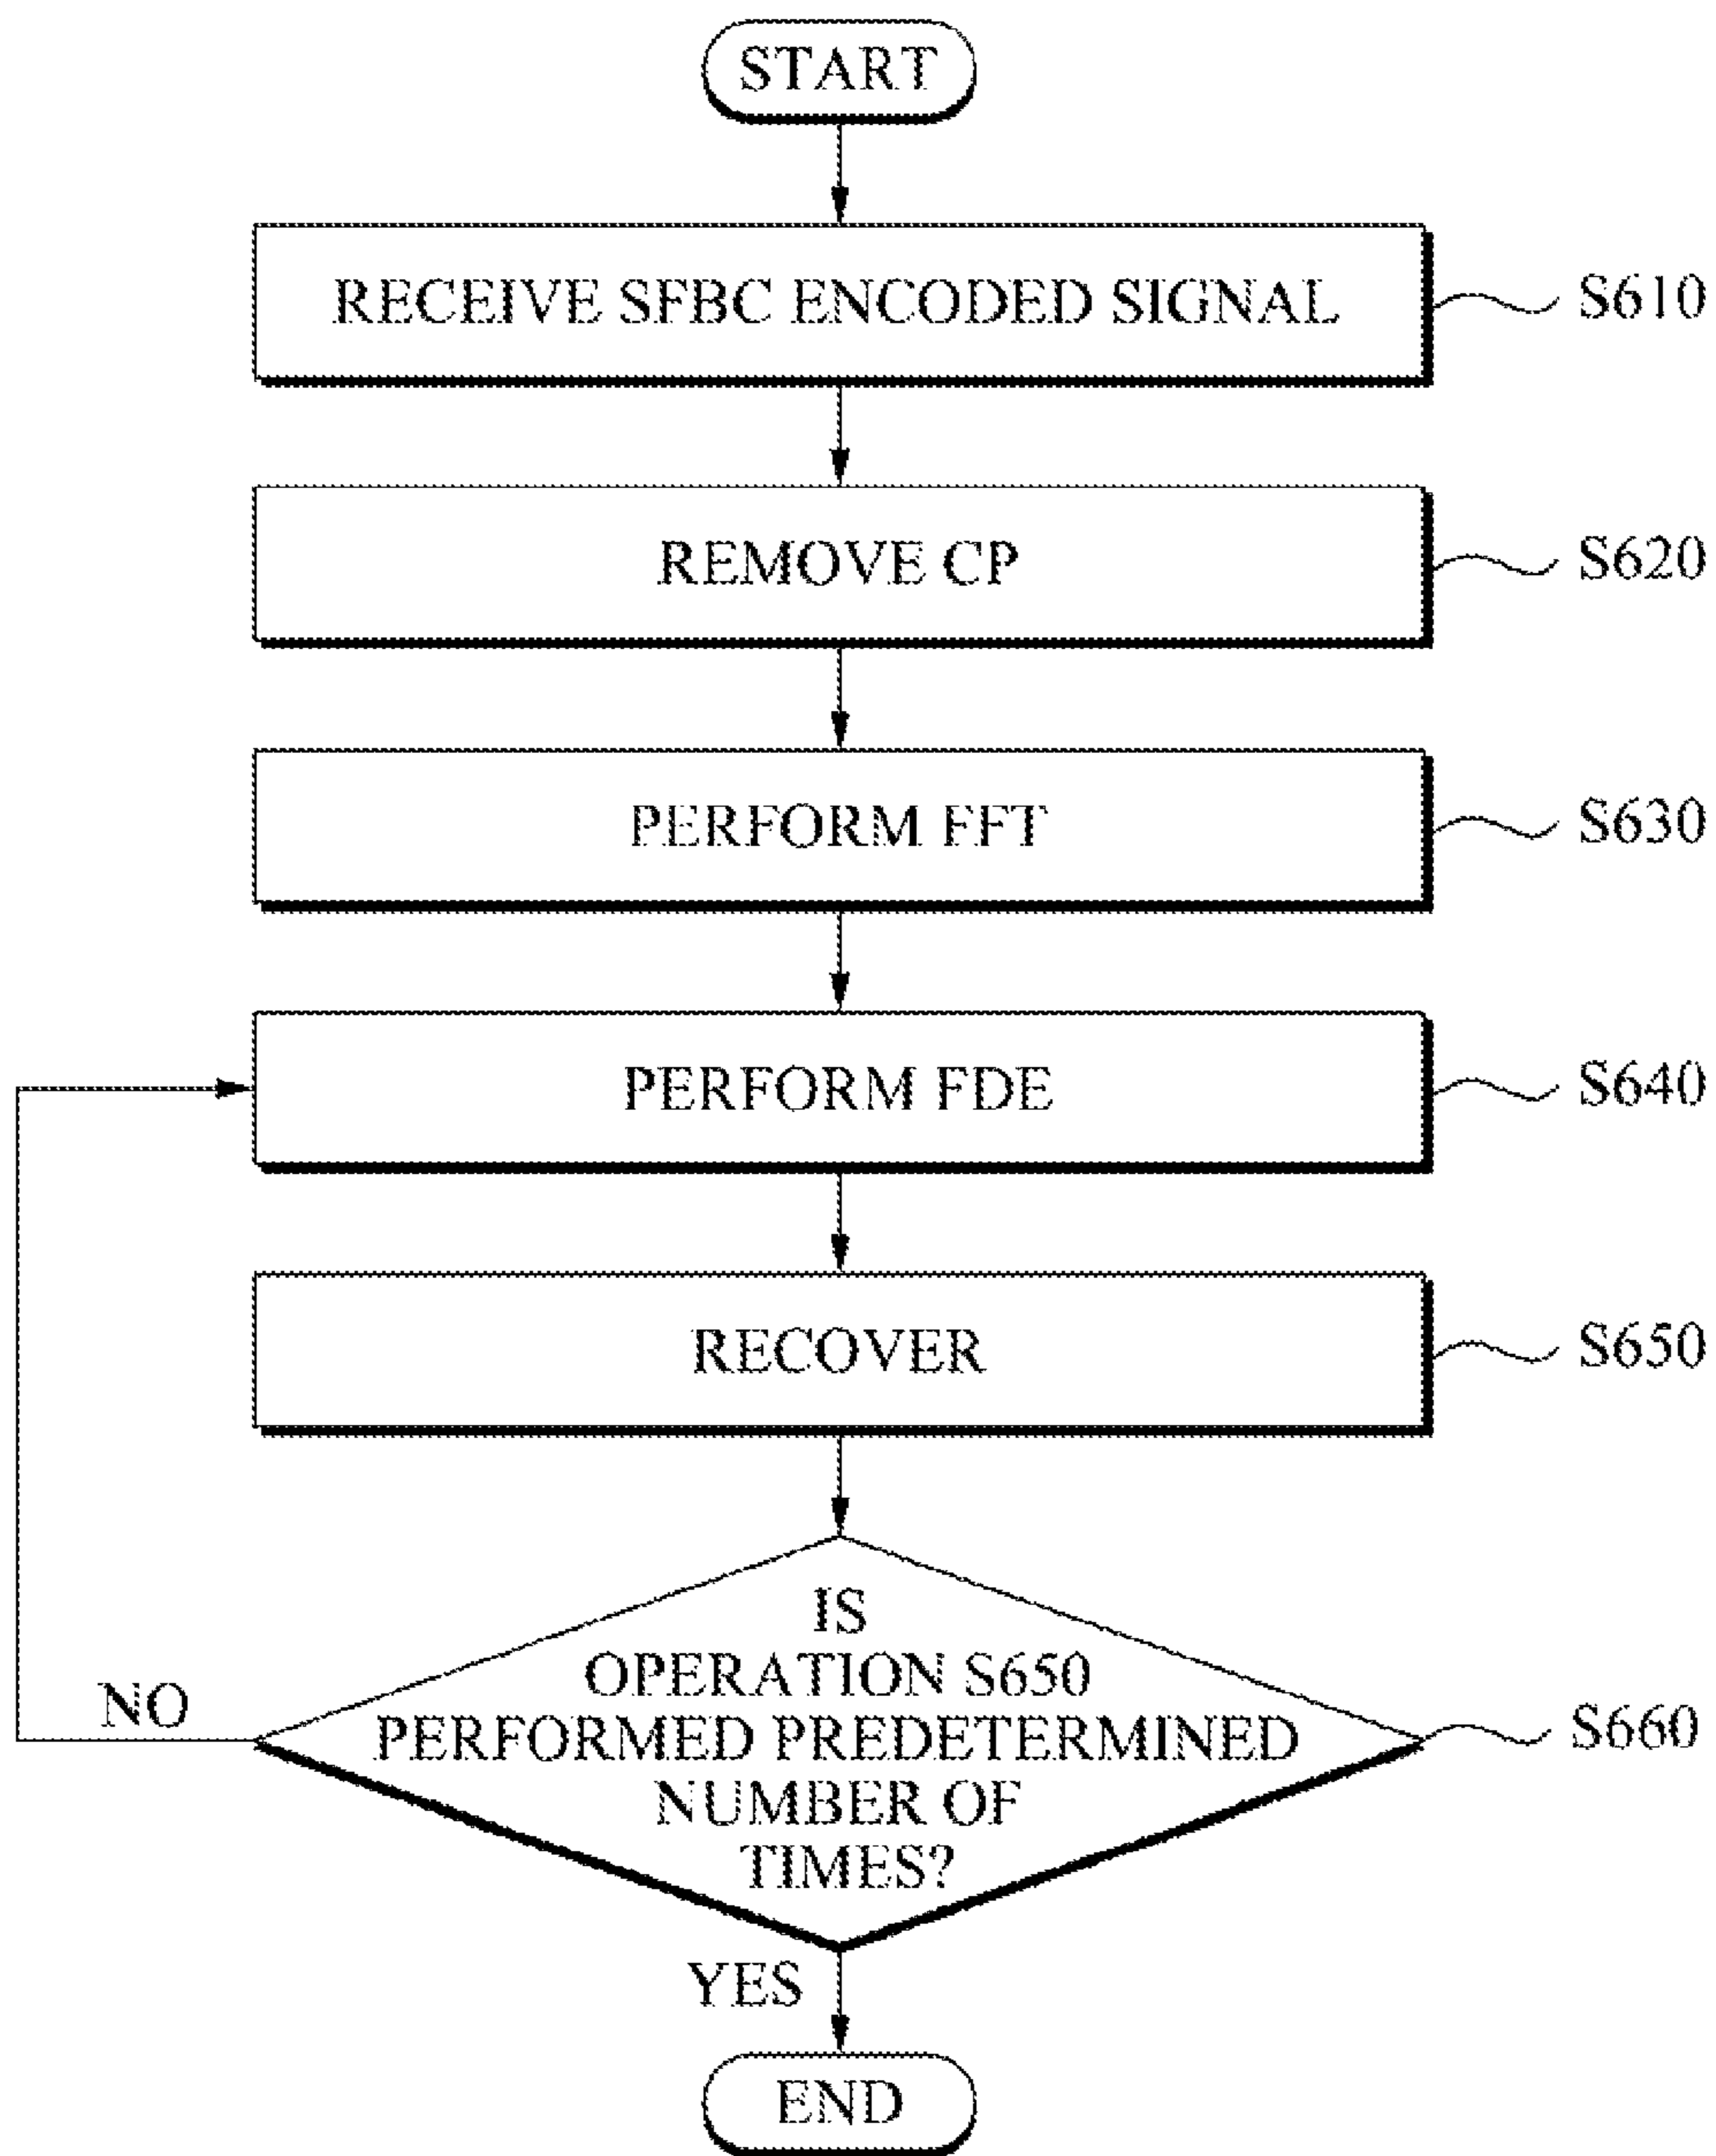 START
RECEIVE SFBC ENCODED SIGNAL
S610
REMOVE CP
S620
PERFORM FFT
S630
PERFORM FDE
S640
RECOVER
S650
IS
OPERATION S650
PERFORMED PREDETERMINED
NUMBER OF
TIMES?
S660
NO
YES
END